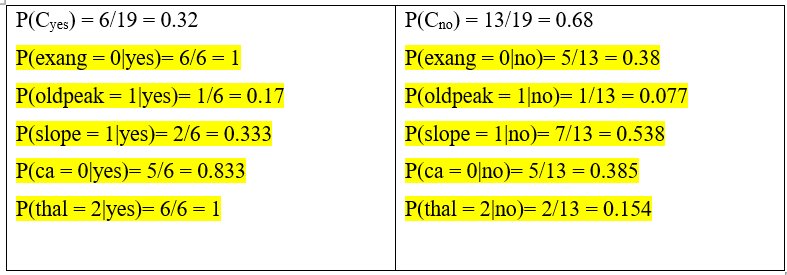 P(Cyes) = 6/19 = 0.32
P(exang = 0|yes)= 6/6 = 1
P(oldpeak = 1|yes)= 1/6 = 0.17
P(slope = 1|yes)= 2/6 = 0.333
P(ca = 0|yes)= 5/6 = 0.833
P(thal = 2|yes)= 6/6 = 1
P(Cno) = 13/19 = 0.68
P(exang = 0|no)= 5/13 = 0.38
P(oldpeak = 1|no)= 1/13 = 0.077
P(slope = 1|no)= 7/13 = 0.538
P(ca = 0|no)= 5/13 = 0.385
P(thal = 2|no)= 2/13 = 0.154